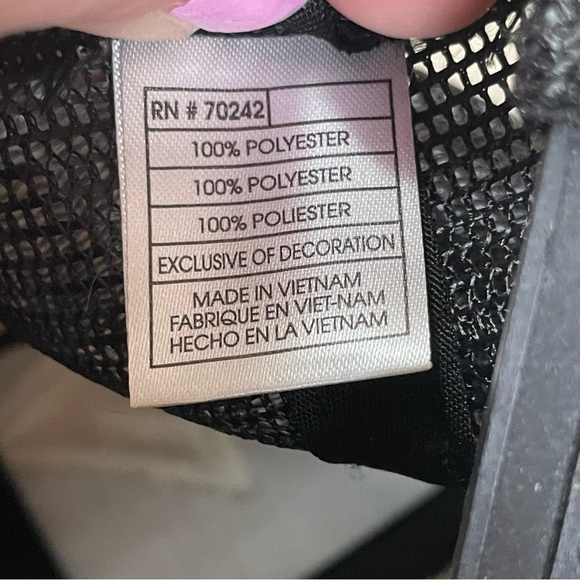 RN # 70242
100% POLYESTER
100% POLYESTER
100% POLIESTER
EXCLUSIVE OF DECORATION
MADE IN VIETNAM
FABRIQUE EN VIET-NAM
HECHO EN LA VIETNAM